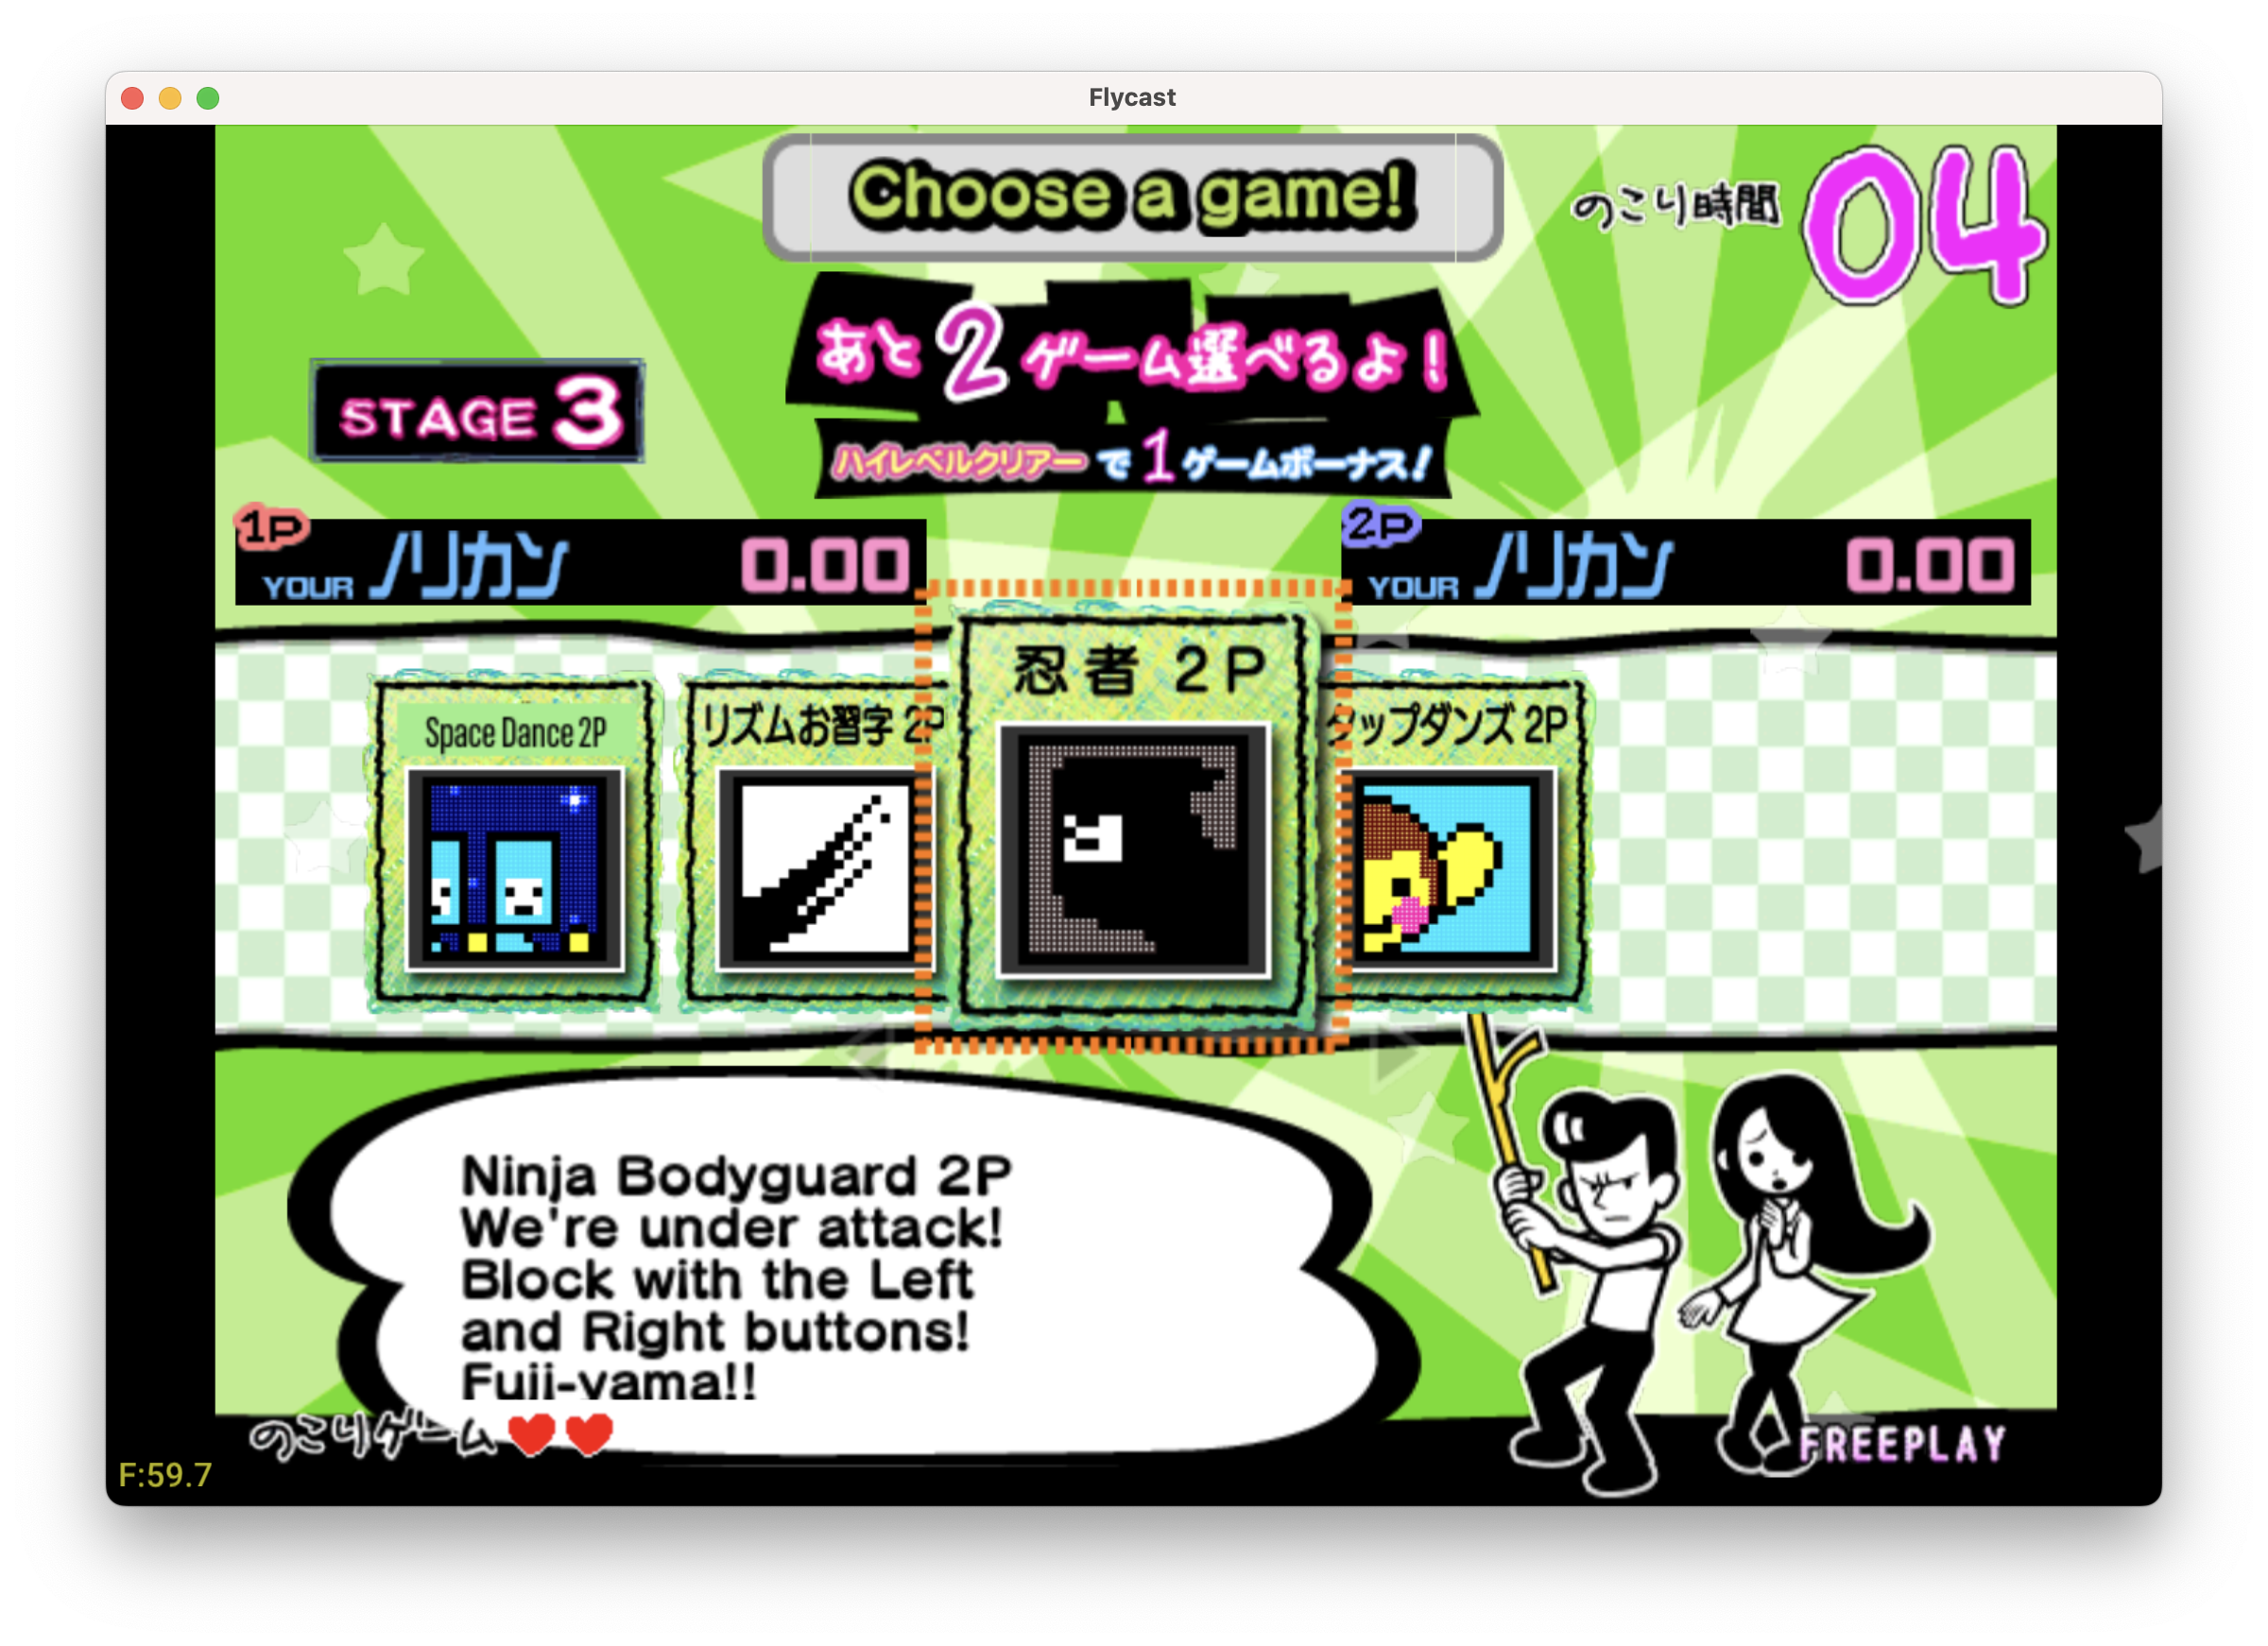 Flycast
Choose a game!
のこり時間 04
あと2ゲーム選べるよ!
STAGE 3
ハイレベルクリアーで1ゲームボーナス!
1P
YOUR ノリカン 0.00
2P
YOUR ノリカン 0.00
Space Dance 2P
リズムお習字 2P
忍者 2P
タップダンズ 2P
Ninja Bodyguard 2P
We're under attack!
Block with the Left
and Right buttons!
Fuji-yama!!
のこりゲーム
FREEPLAY
F:59.7